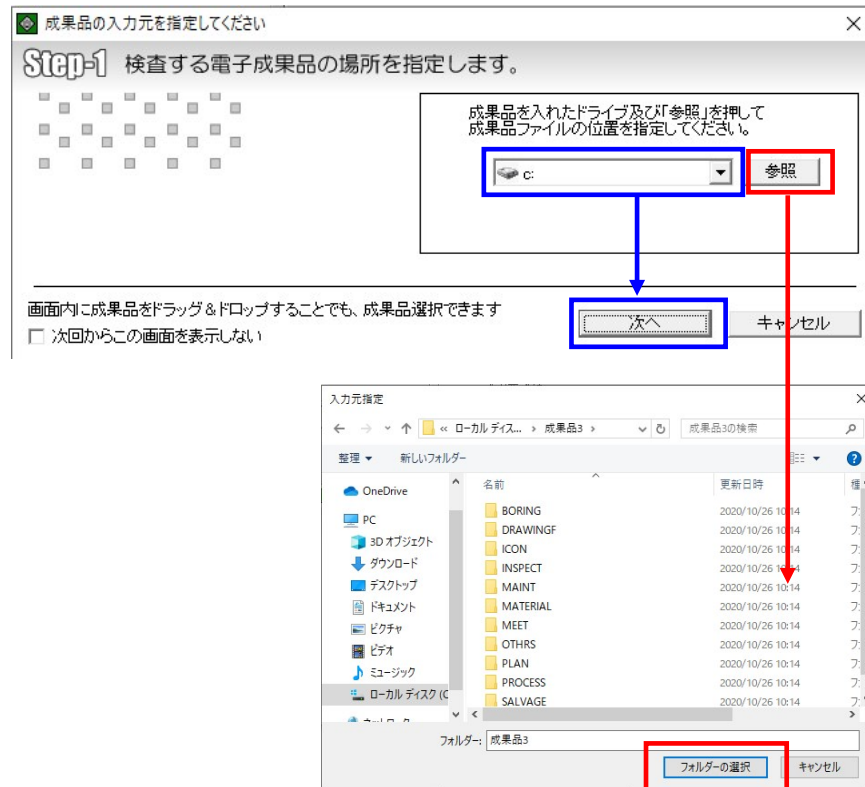 成果品の入力元を指定してください
Step-1 検査する電子成果品の場所を指定します。
成果品を入れたドライブ及び「参照」を押して
成果品ファイルの位置を指定してください。
c:
参照
画面内に成果品をドラッグ&ドロップすることでも、成果品選択できます
次回からこの画面を表示しない
次へ
キャンセル
入力元指定
« ローカル ディス... › 成果品3 ›
成果品3の検索
整理
新しいフォルダー
OneDrive
PC
3D オブジェクト
ダウンロード
デスクトップ
ドキュメント
ピクチャ
ビデオ
ミュージック
ローカル ディスク (C
名前 更新日時 種
BORING 2020/10/26 10:14
DRAWINGF 2020/10/26 10:14
ICON 2020/10/26 10:14
INSPECT 2020/10/26 10:14
MAINT 2020/10/26 10:14
MATERIAL 2020/10/26 10:14
MEET 2020/10/26 10:14
OTHRS 2020/10/26 10:14
PLAN 2020/10/26 10:14
PROCESS 2020/10/26 10:14
SALVAGE 2020/10/26 10:14
フォルダー: 成果品3
フォルダーの選択
キャンセル